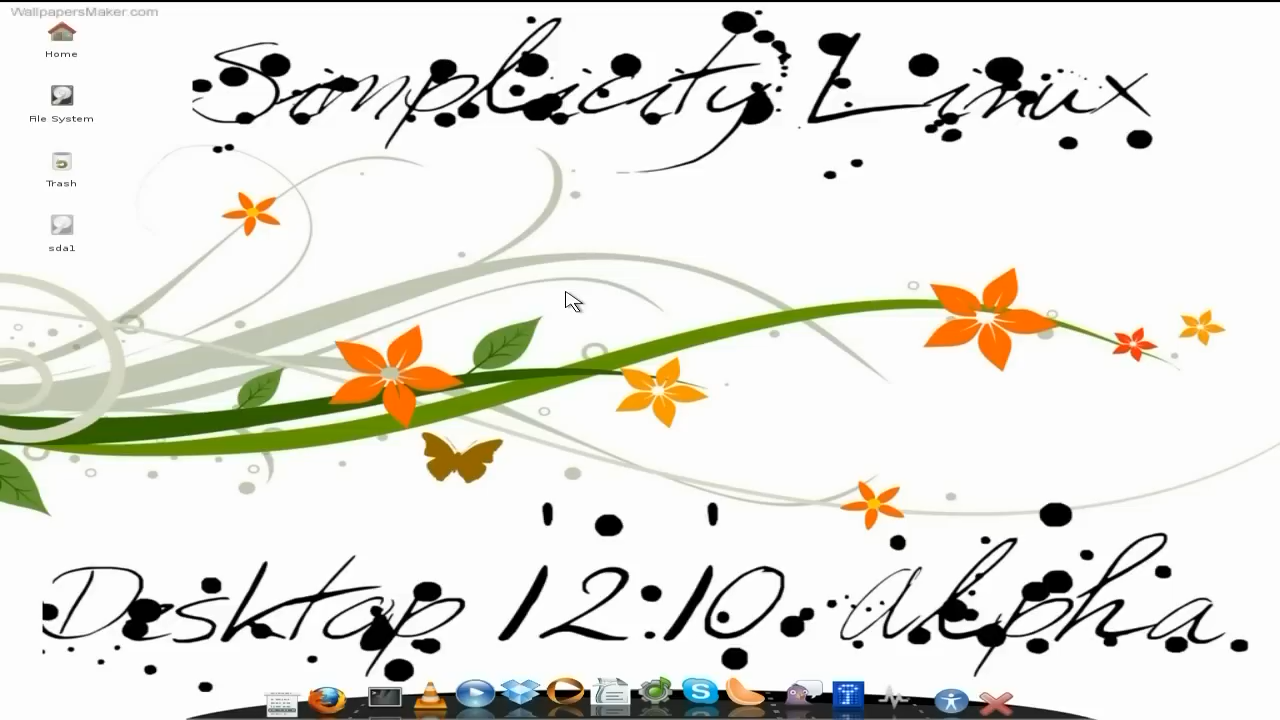 WallpapersMaker.com
Simplicity Linux
Home
File System
Trash
sda1
Desktop 12.10 alpha